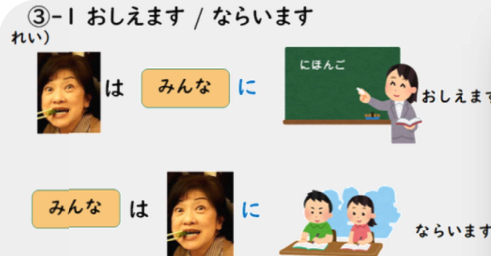 ③-1 おしえます / ならいます
れい）
は みんな に にほんご おしえます
みんな は に ならいます